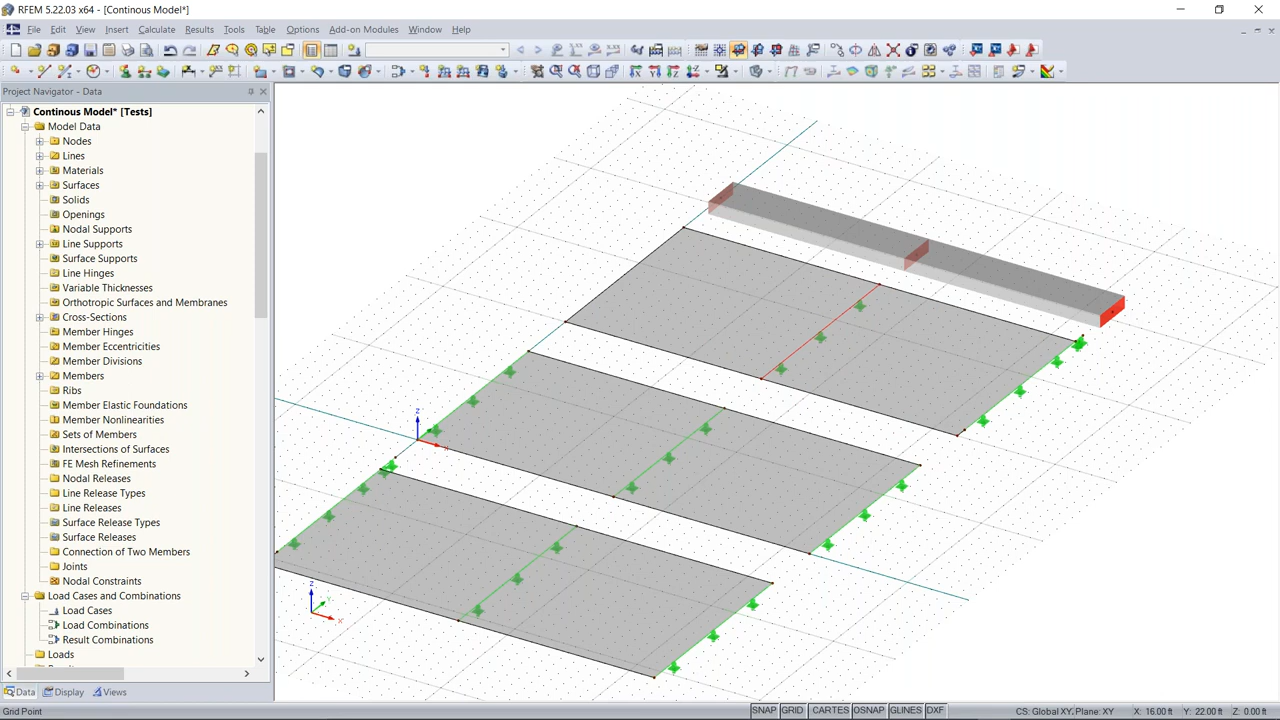 RFEM 5.22.03 x64 - [Continous Model*]
File Edit View Insert Calculate Results Tools Table Options Add-on Modules Window Help
Project Navigator - Data
Continous Model* [Tests]
Model Data
Nodes
Lines
Materials
Surfaces
Solids
Openings
Nodal Supports
Line Supports
Surface Supports
Line Hinges
Variable Thicknesses
Orthotropic Surfaces and Membranes
Cross-Sections
Member Hinges
Member Eccentricities
Member Divisions
Members
Ribs
Member Elastic Foundations
Member Nonlinearities
Sets of Members
Intersections of Surfaces
FE Mesh Refinements
Nodal Releases
Line Release Types
Line Releases
Surface Release Types
Surface Releases
Connection of Two Members
Joints
Nodal Constraints
Load Cases and Combinations
Load Cases
Load Combinations
Result Combinations
Loads
Z
X
Z
Y
X
Data Display Views
Grid Point SNAP GRID CARTES OSNAP GLINES DXF CS: Global XY, Plane: XY X: 16.00 ft Y: 22.00 ft Z: 0.00 ft